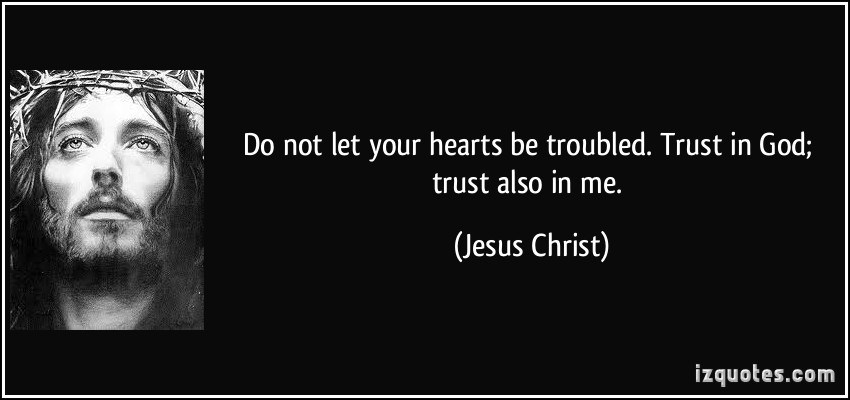 Do not let your hearts be troubled. Trust in God;
trust also in me.
(Jesus Christ)
izquotes.com